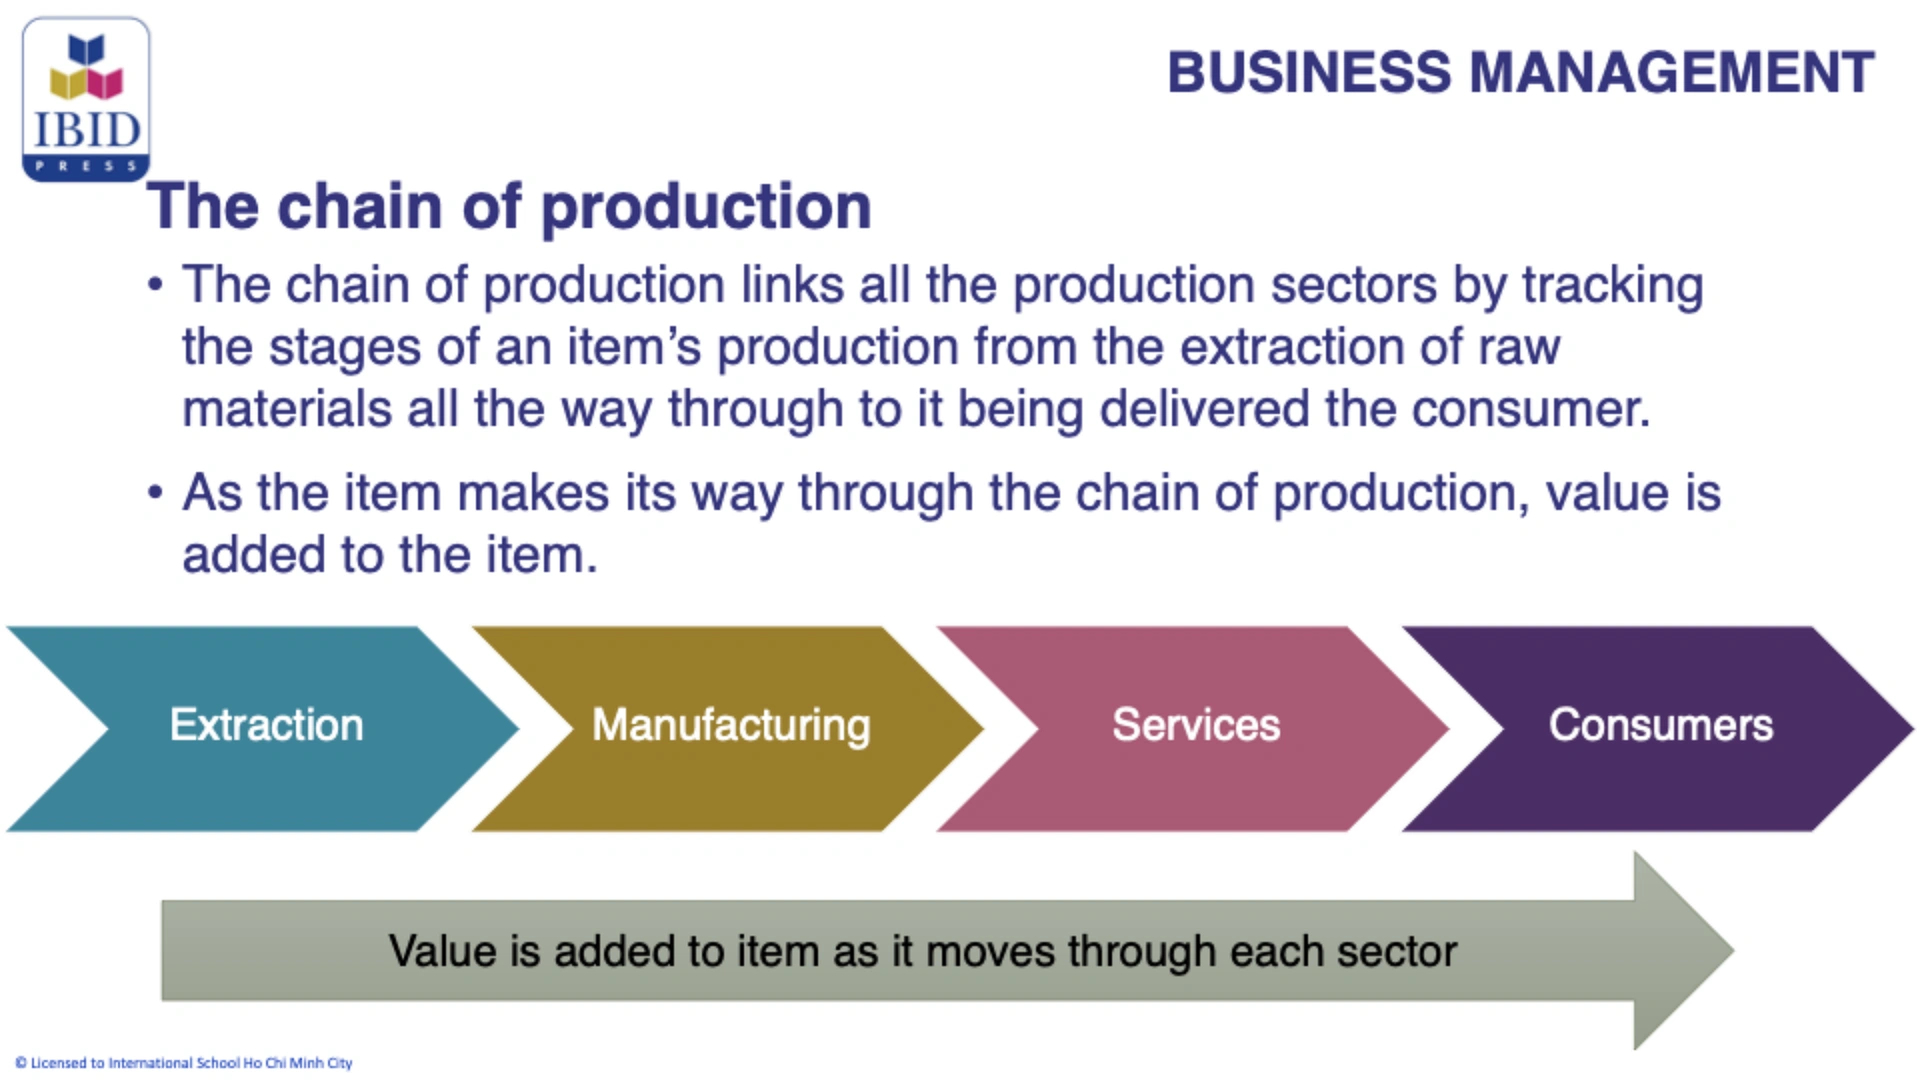 IBID
PRESS
BUSINESS MANAGEMENT
The chain of production
• The chain of production links all the production sectors by tracking
the stages of an item’s production from the extraction of raw
materials all the way through to it being delivered the consumer.
• As the item makes its way through the chain of production, value is
added to the item.
Extraction
Manufacturing
Services
Consumers
Value is added to item as it moves through each sector
© Licensed to International School Ho Chi Minh City